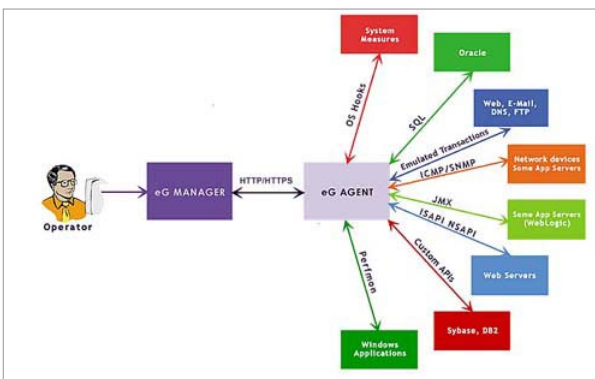 System
Measures
Oracle
OS Hooks
SQL
Web, E-Mail,
DNS, FTP
Emulated Transactions
ICMP/SNMP
Network devices
Some App Servers
HTTP/HTTPS
eG MANAGER
eG AGENT
JMX
Some App Servers
(WebLogic)
ISAPI NSAPI
Operator
Web Servers
Custom APIs
Perfmon
Sybase, DB2
Windows
Applications